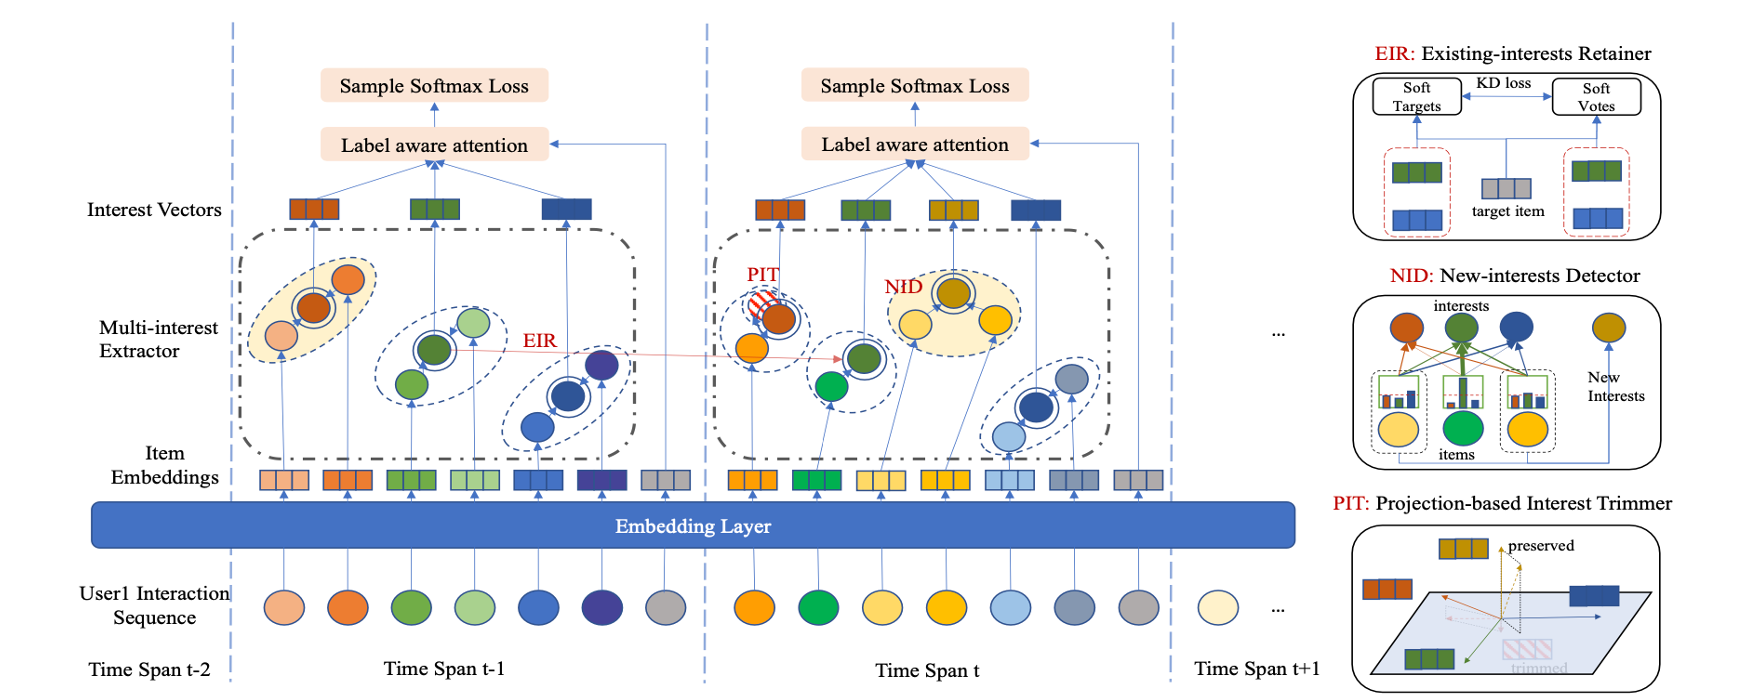 Sample Softmax Loss
Label aware attention
Sample Softmax Loss
Label aware attention
Interest Vectors
Multi-interest
Extractor
EIR
PIT
NID
...
Item
Embeddings
Embedding Layer
User1 Interaction
Sequence
...
Time Span t-2
Time Span t-1
Time Span t
Time Span t+1
EIR: Existing-interests Retainer
Soft
Targets
KD loss
Soft
Votes
target item
NID: New-interests Detector
interests
New
Interests
items
PIT: Projection-based Interest Trimmer
preserved
trimmed